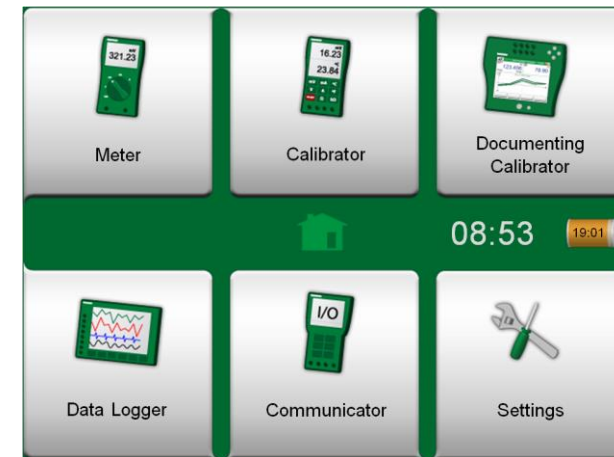 321.23
Meter
16.23
23.84
Calibrator
Documenting
Calibrator
08:53
19:01
Data Logger
I/O
Communicator
Settings